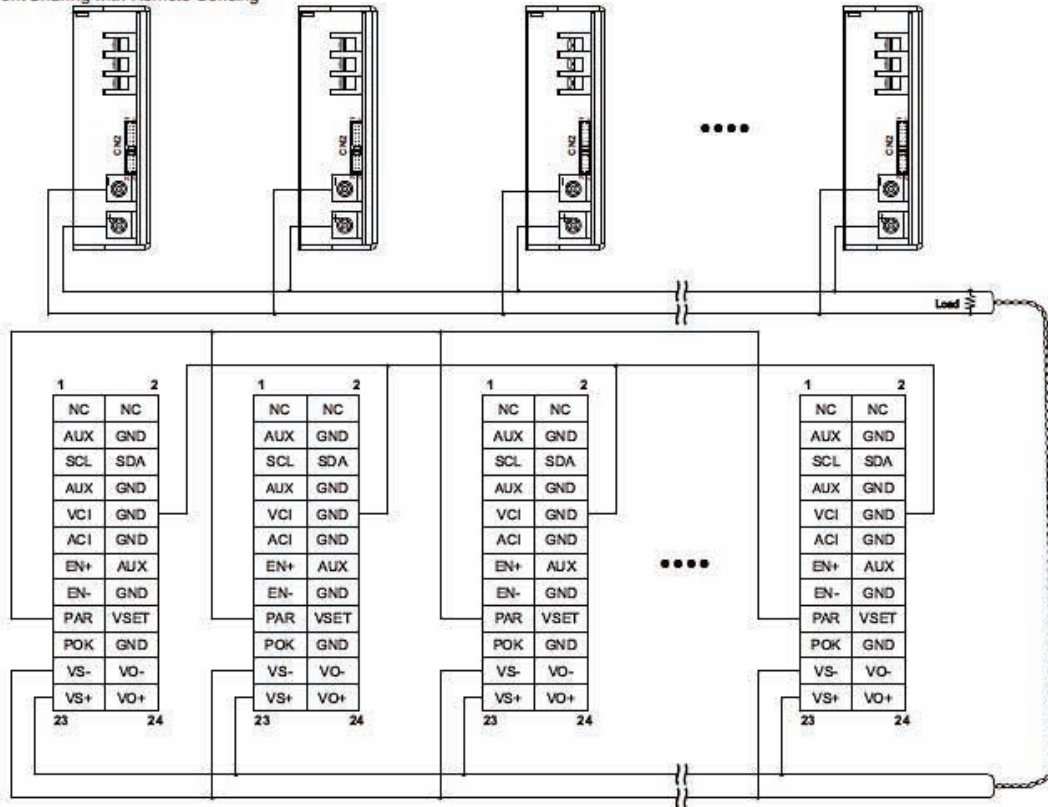 CN2 CN2 CN2 CN2
Load
1 2 1 2 1 2 1 2
NC NC NC NC NC NC NC NC
AUX GND AUX GND AUX GND AUX GND
SCL SDA SCL SDA SCL SDA SCL SDA
AUX GND AUX GND AUX GND AUX GND
VCI GND VCI GND VCI GND VCI GND
ACI GND ACI GND ACI GND ACI GND
EN+ AUX EN+ AUX EN+ AUX EN+ AUX
EN- GND EN- GND EN- GND EN- GND
PAR VSET PAR VSET PAR VSET PAR VSET
POK GND POK GND POK GND POK GND
VS- VO- VS- VO- VS- VO- VS- VO-
VS+ VO+ VS+ VO+ VS+ VO+ VS+ VO+
23 24 23 24 23 24 23 24